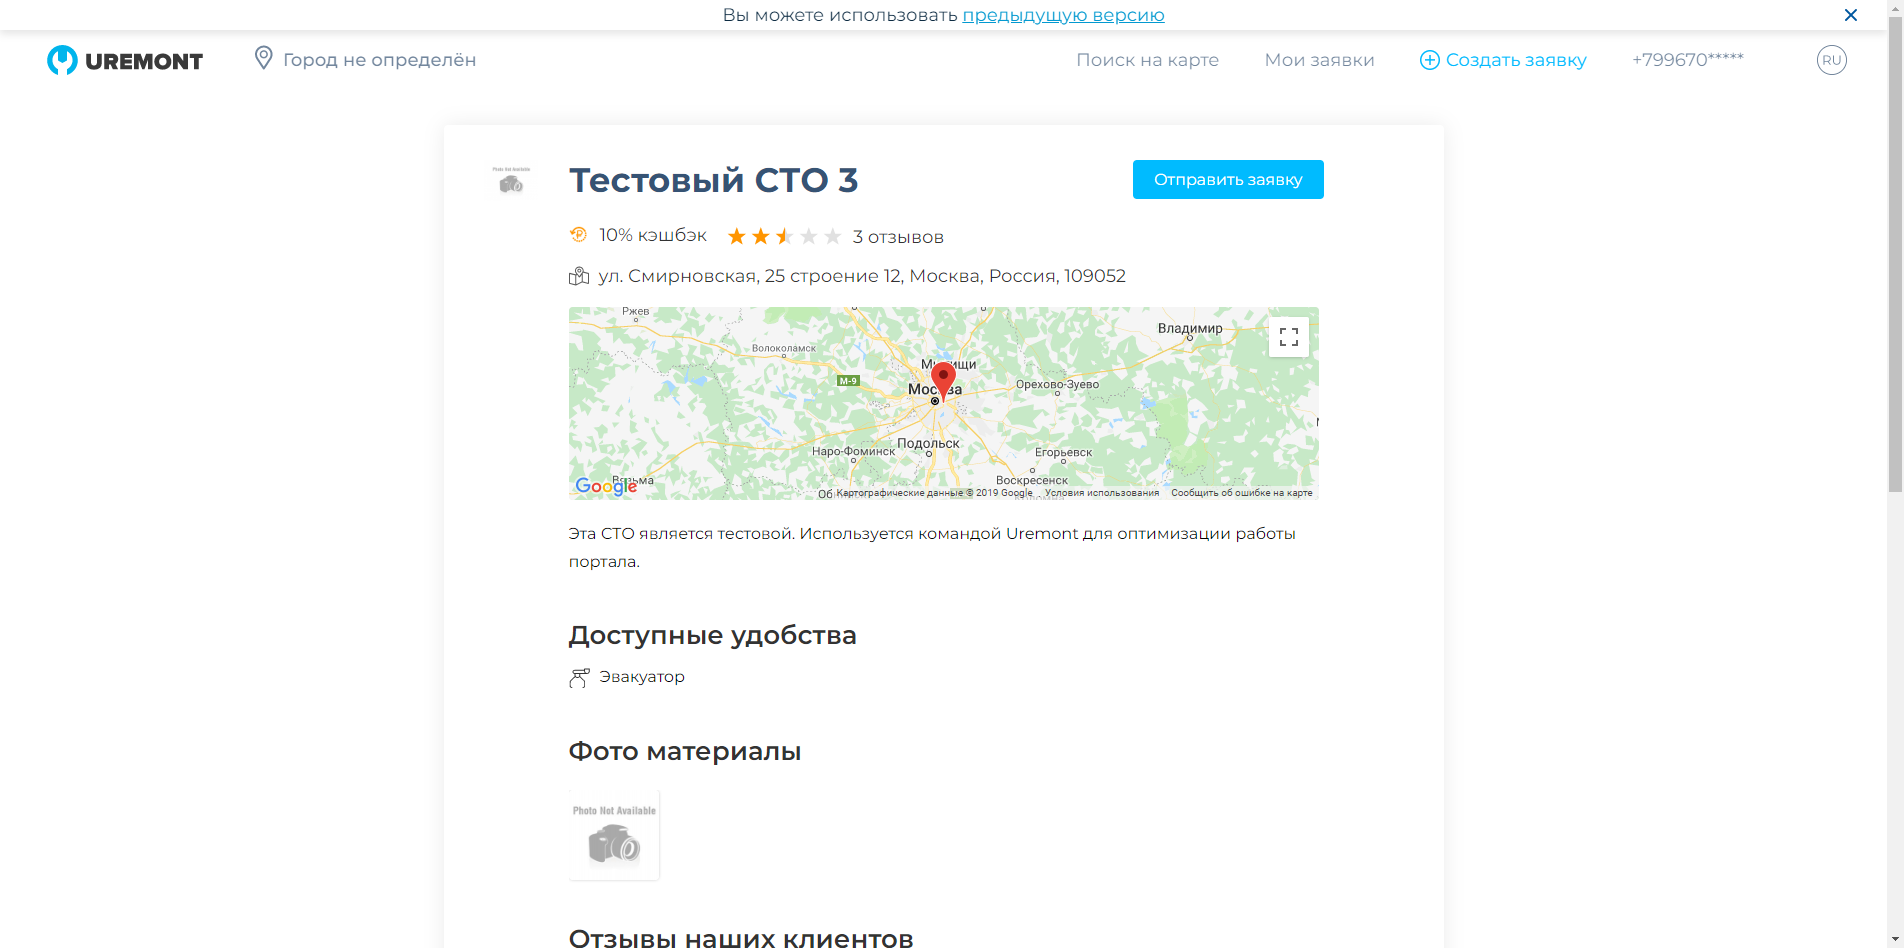 Вы можете использовать предыдущую версию
UREMONT
Город не определён
Поиск на карте
Мои заявки
Создать заявку
+799670*****
RU
Photo Not Available
Тестовый СТО 3
Отправить заявку
10% кэшбэк
3 отзывов
ул. Смирновская, 25 строение 12, Москва, Россия, 109052
Ржев
Владимир
Волоколамск
М-9
Москва
Орехово-Зуево
Подольск
Наро-Фоминск
Егорьевск
Воскресенск
Google
Картографические данные © 2019 Google
Условия использования
Сообщить об ошибке на карте
Эта СТО является тестовой. Используется командой Uremont для оптимизации работы
портала.
Доступные удобства
Эвакуатор
Фото материалы
Photo Not Available
Отзывы наших клиентов